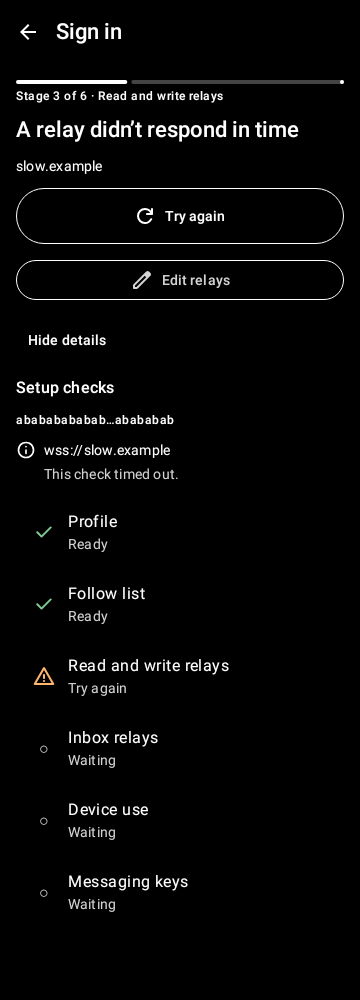 Sign in
Stage 3 of 6 · Read and write relays
A relay didn’t respond in time
slow.example
Try again
Edit relays
Hide details
Setup checks
abababababab…abababab
wss://slow.example
This check timed out.
Profile
Ready
Follow list
Ready
Read and write relays
Try again
Inbox relays
Waiting
Device use
Waiting
Messaging keys
Waiting